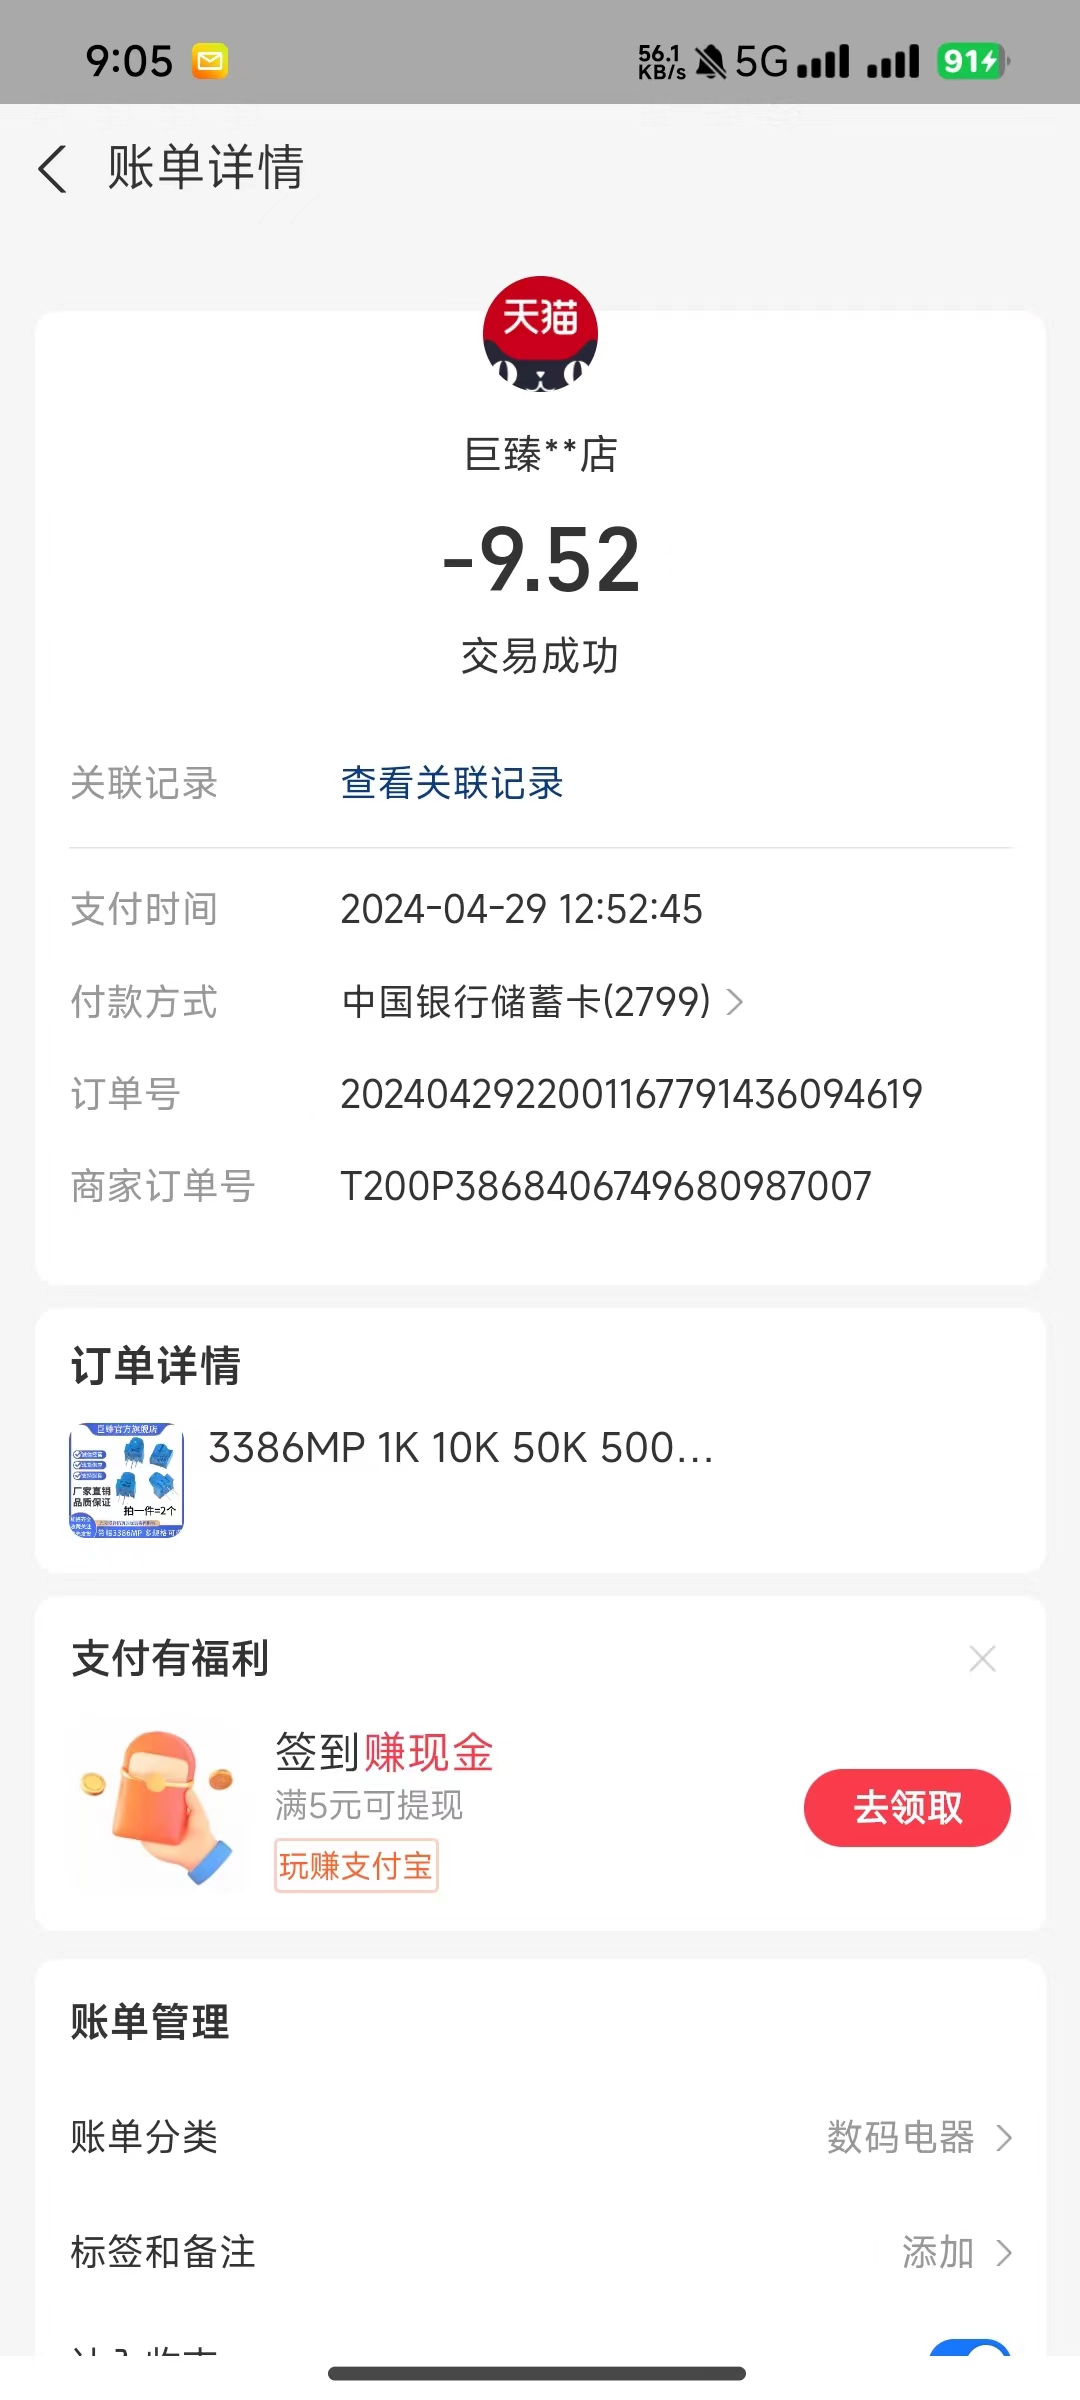 9:05
56.1 KB/s 5G 91
账单详情
天猫
巨臻**店
-9.52
交易成功
关联记录 查看关联记录
支付时间 2024-04-29 12:52:45
付款方式 中国银行储蓄卡(2799)
订单号 2024042922001167791436094619
商家订单号 T200P3868406749680987007
订单详情
巨臻官方旗舰店
厂家直销
品质保证
拍一件=2个
3386MP 1K 10K 50K 500...
支付有福利
签到赚现金
满5元可提现
玩赚支付宝
去领取
账单管理
账单分类 数码电器
标签和备注 添加